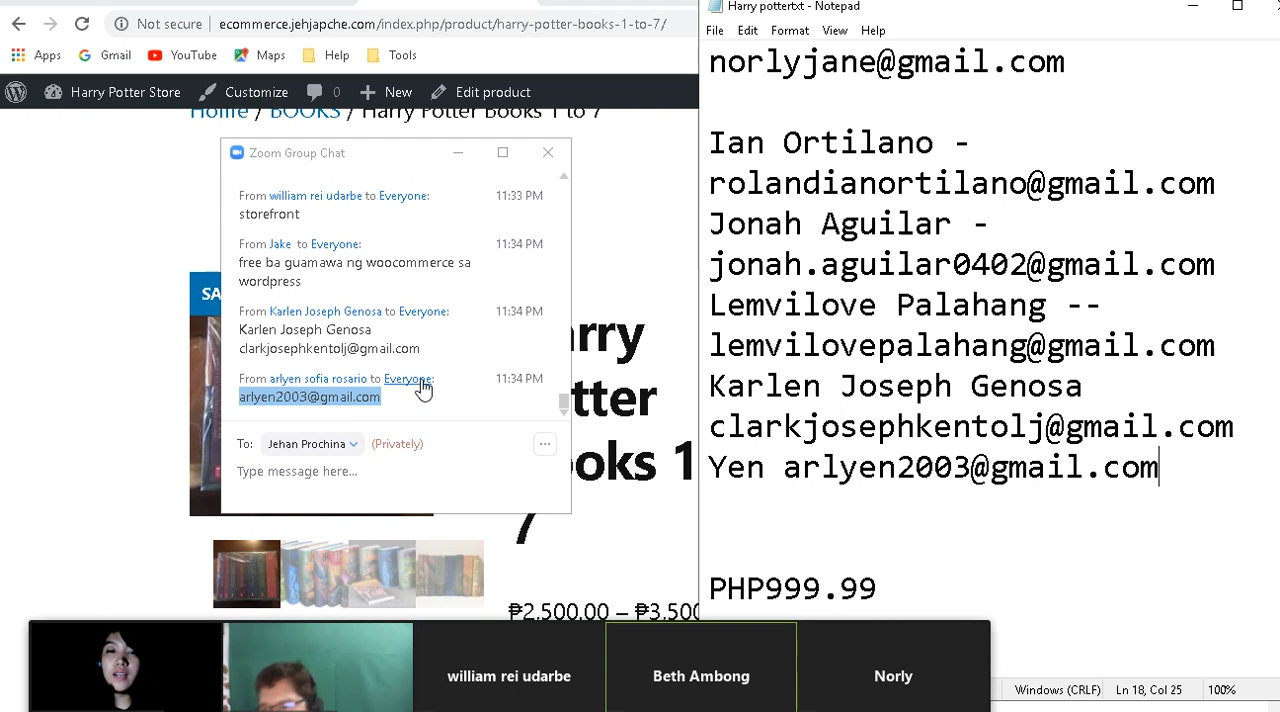 Not secure | ecommerce.jehjapche.com/index.php/product/harry-potter-books-1-to-7/
Apps Gmail YouTube Maps Help Tools
Harry Potter Store Customize 0 New Edit product
Home / BOOKS / Harry Potter Books 1 to 7
Zoom Group Chat
From william rei udarbe to Everyone: 11:33 PM
storefront
From Jake to Everyone: 11:34 PM
free ba guamawa ng woocommerce sa
wordpress
From Karlen Joseph Genosa to Everyone: 11:34 PM
Karlen Joseph Genosa
clarkjosephkentolj@gmail.com
From arlyen sofia rosario to Everyone: 11:34 PM
arlyen2003@gmail.com
To: Jehan Prochina (Privately) ...
Type message here...
SA
arry
tter
ooks 1
7
₱2,500.00 – ₱3,500
Harry pottertxt - Notepad
File Edit Format View Help
norlyjane@gmail.com
Ian Ortilano -
rolandianortilano@gmail.com
Jonah Aguilar -
jonah.aguilar0402@gmail.com
Lemvilove Palahang --
lemvilovepalahang@gmail.com
Karlen Joseph Genosa
clarkjosephkentolj@gmail.com
Yen arlyen2003@gmail.com
PHP999.99
Windows (CRLF) Ln 18, Col 25 100%
william rei udarbe
Beth Ambong
Norly